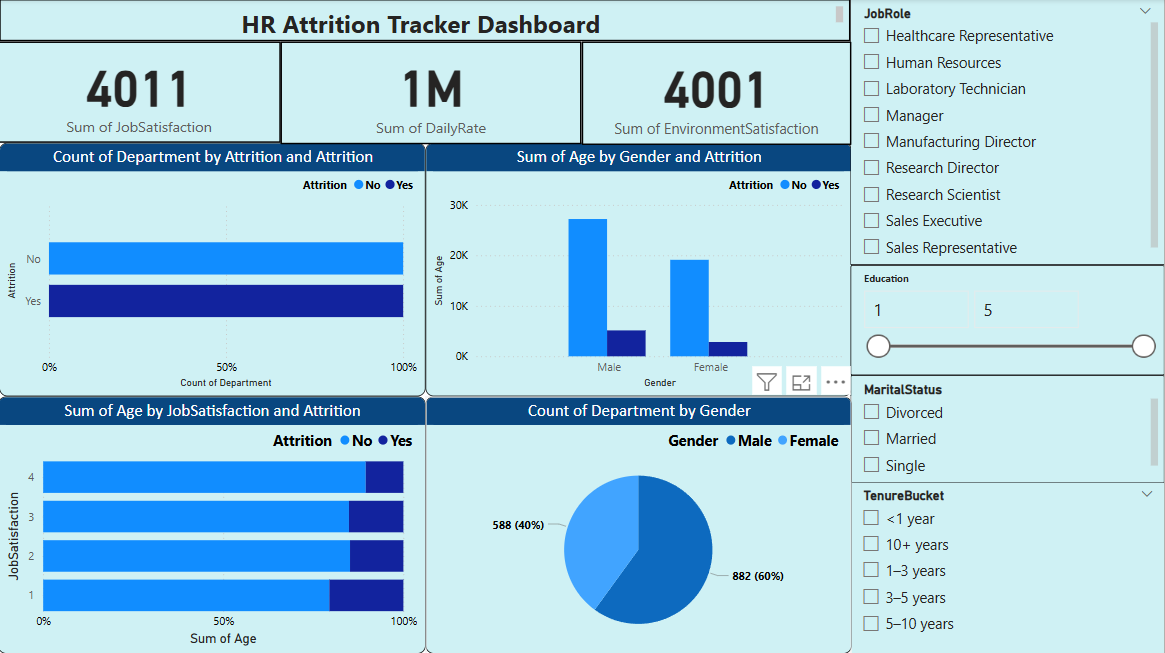 HR Attrition Tracker Dashboard
4011
Sum of JobSatisfaction
1M
Sum of DailyRate
4001
Sum of EnvironmentSatisfaction
Count of Department by Attrition and Attrition
Attrition No Yes
Attrition
No
Yes
0% 50% 100%
Count of Department
Sum of Age by Gender and Attrition
Attrition No Yes
Sum of Age
30K
20K
10K
0K
Male Female
Gender
Sum of Age by JobSatisfaction and Attrition
Attrition No Yes
JobSatisfaction
4
3
2
1
0% 50% 100%
Sum of Age
Count of Department by Gender
Gender Male Female
588 (40%)
882 (60%)
JobRole
Healthcare Representative
Human Resources
Laboratory Technician
Manager
Manufacturing Director
Research Director
Research Scientist
Sales Executive
Sales Representative
Education
1 5
MaritalStatus
Divorced
Married
Single
TenureBucket
<1 year
10+ years
1–3 years
3–5 years
5–10 years